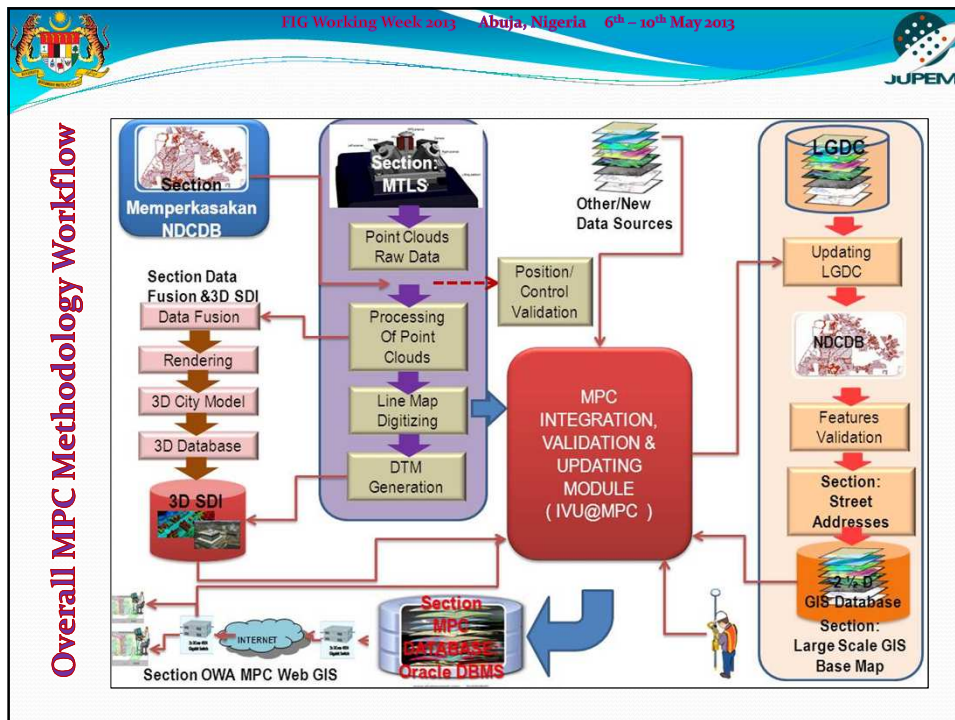 FIG Working Week 2013 Abuja, Nigeria 6th – 10th May 2013
JUPEM
Overall MPC Methodology Workflow
Section
Memperkasakan
NDCDB
Section:
MTLS
Point Clouds
Raw Data
Position/
Control
Validation
Processing
Of Point
Clouds
Line Map
Digitizing
DTM
Generation
Section Data
Fusion &3D SDI
Data Fusion
Rendering
3D City Model
3D Database
3D SDI
Other/New
Data Sources
MPC
INTEGRATION,
VALIDATION &
UPDATING
MODULE
( IVU@MPC )
LGDC
Updating
LGDC
NDCDB
Features
Validation
Section:
Street
Addresses
2 ½ D
GIS Database
Section:
Large Scale GIS
Base Map
INTERNET
Section OWA MPC Web GIS
Section
MPC
DATABASE:
Oracle DBMS